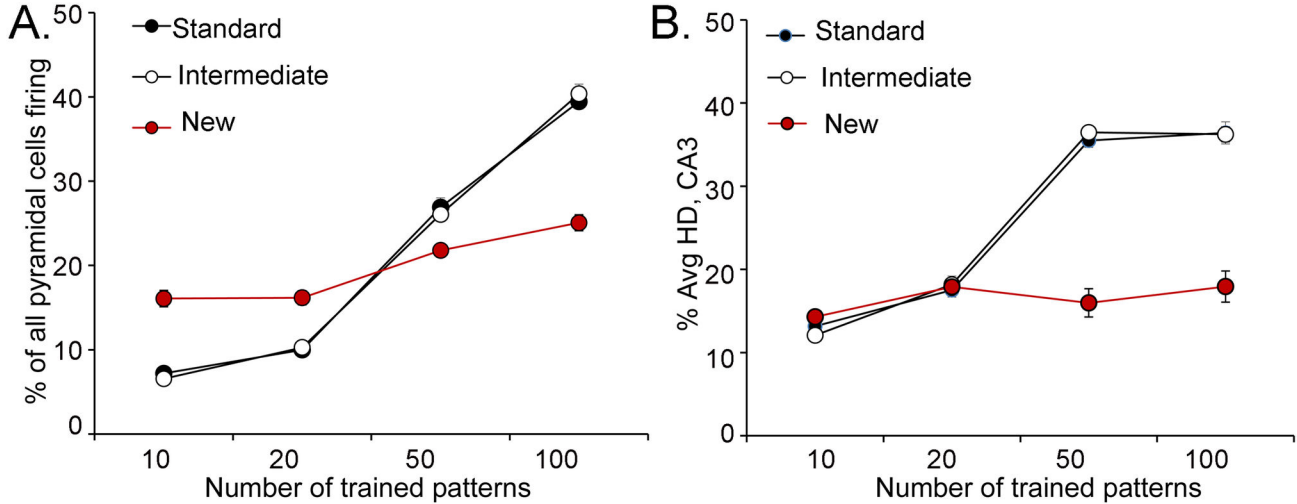 A.
% of all pyramidal cells firing
50
40
30
20
10
0
Standard
Intermediate
New
10 20 50 100
Number of trained patterns
B.
% Avg HD, CA3
50
40
30
20
10
0
Standard
Intermediate
New
10 20 50 100
Number of trained patterns